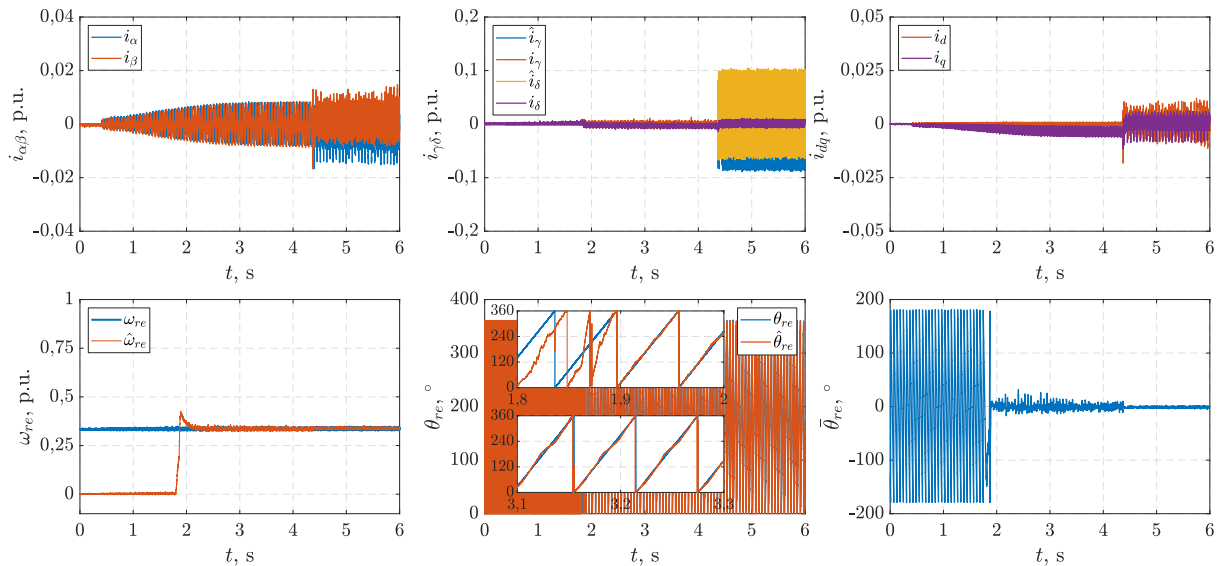 0,04
0,02
0
-0,02
-0,04
i_α
i_β
i_{αβ}, p.u.
0 1 2 3 4 5 6
t, s
0,2
0,1
0
-0,1
-0,2
î_γ
i_γ
î_δ
i_δ
i_{γδ}, p.u.
0 1 2 3 4 5 6
t, s
0,05
0
-0,05
i_d
i_q
i_{dq}, p.u.
0 1 2 3 4 5 6
t, s
1
0,75
0,5
0,25
0
ω_{re}
ω̂_{re}
ω_{re}, p.u.
0 1 2 3 4 5 6
t, s
400
300
200
100
0
360
240
120
0
1,8 1,9 2
360
240
120
0
3,1 3,2 3,3
θ_{re}
θ̂_{re}
θ_{re}, °
0 1 2 3 4 5 6
t, s
200
100
0
-100
-200
θ̄_{re}, °
0 1 2 3 4 5 6
t, s